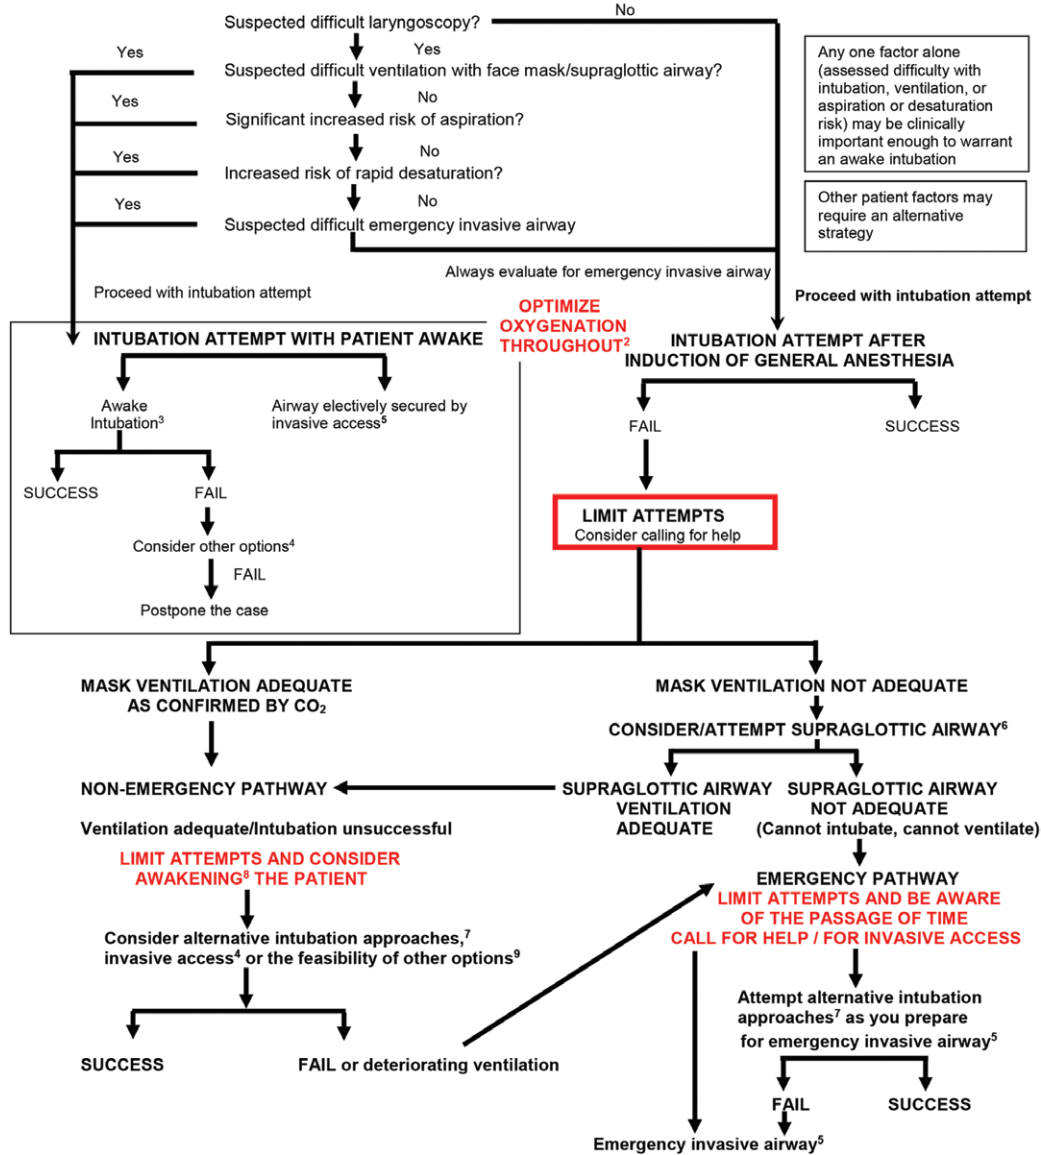 Suspected difficult laryngoscopy?
No
Yes
Yes
Suspected difficult ventilation with face mask/supraglottic airway?
Yes
No
Significant increased risk of aspiration?
Yes
No
Increased risk of rapid desaturation?
Yes
No
Suspected difficult emergency invasive airway
Any one factor alone
(assessed difficulty with
intubation, ventilation, or
aspiration or desaturation
risk) may be clinically
important enough to warrant
an awake intubation
Other patient factors may
require an alternative
strategy
Always evaluate for emergency invasive airway
Proceed with intubation attempt
Proceed with intubation attempt
OPTIMIZE
OXYGENATION
THROUGHOUT²
INTUBATION ATTEMPT WITH PATIENT AWAKE
INTUBATION ATTEMPT AFTER
INDUCTION OF GENERAL ANESTHESIA
Awake
Intubation³
Airway electively secured by
invasive access⁵
SUCCESS
FAIL
Consider other options⁴
FAIL
Postpone the case
FAIL
SUCCESS
LIMIT ATTEMPTS
Consider calling for help
MASK VENTILATION ADEQUATE
AS CONFIRMED BY CO₂
MASK VENTILATION NOT ADEQUATE
CONSIDER/ATTEMPT SUPRAGLOTTIC AIRWAY⁶
NON-EMERGENCY PATHWAY
SUPRAGLOTTIC AIRWAY
VENTILATION
ADEQUATE
SUPRAGLOTTIC AIRWAY
NOT ADEQUATE
(Cannot intubate, cannot ventilate)
Ventilation adequate/Intubation unsuccessful
LIMIT ATTEMPTS AND CONSIDER
AWAKENING⁸ THE PATIENT
Consider alternative intubation approaches,⁷
invasive access⁴ or the feasibility of other options⁹
SUCCESS
FAIL or deteriorating ventilation
EMERGENCY PATHWAY
LIMIT ATTEMPTS AND BE AWARE
OF THE PASSAGE OF TIME
CALL FOR HELP / FOR INVASIVE ACCESS
Attempt alternative intubation
approaches⁷ as you prepare
for emergency invasive airway⁵
FAIL
SUCCESS
Emergency invasive airway⁵